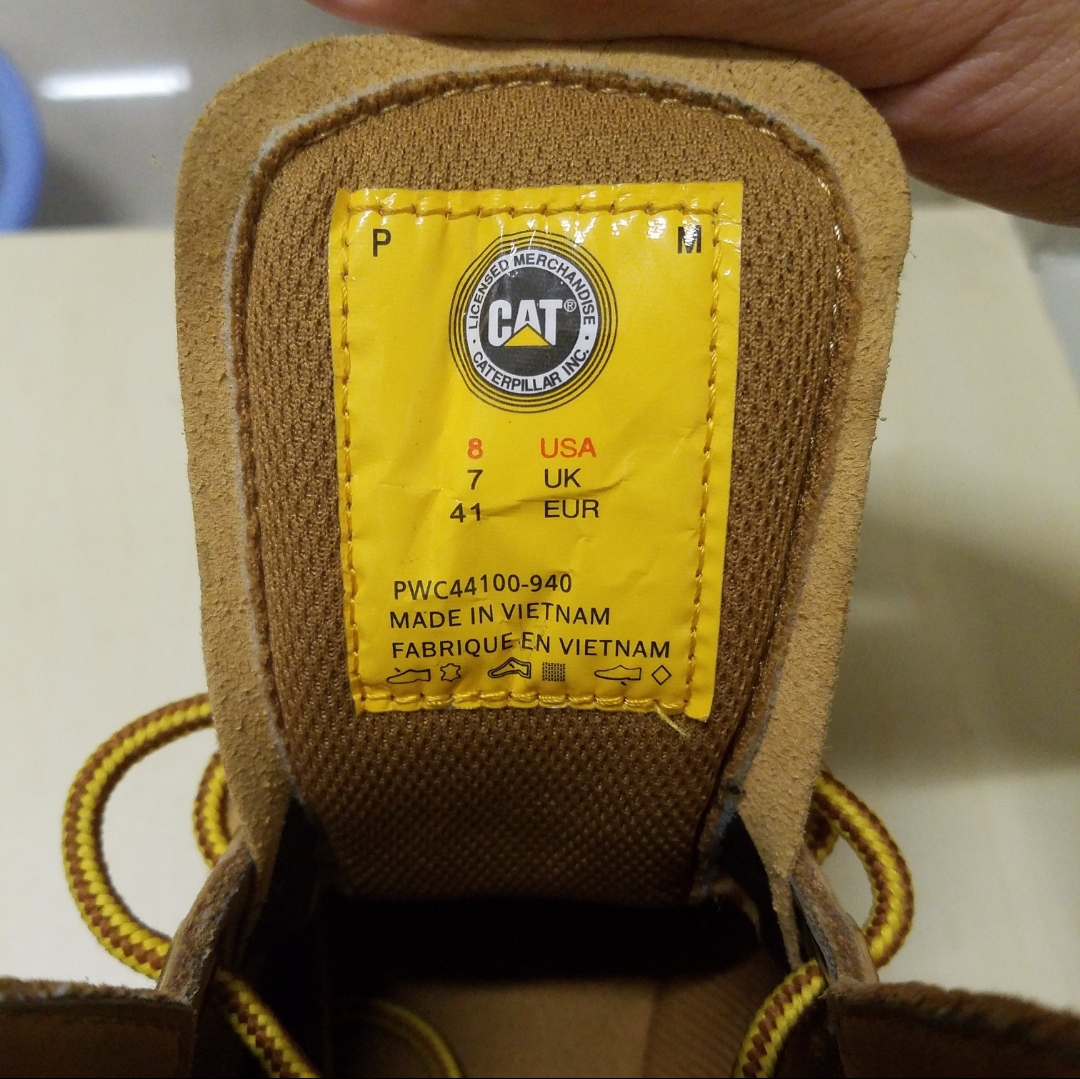 P M
LICENSED MERCHANDISE
CAT®
CATERPILLAR INC.
8 USA
7 UK
41 EUR
PWC44100-940
MADE IN VIETNAM
FABRIQUE EN VIETNAM